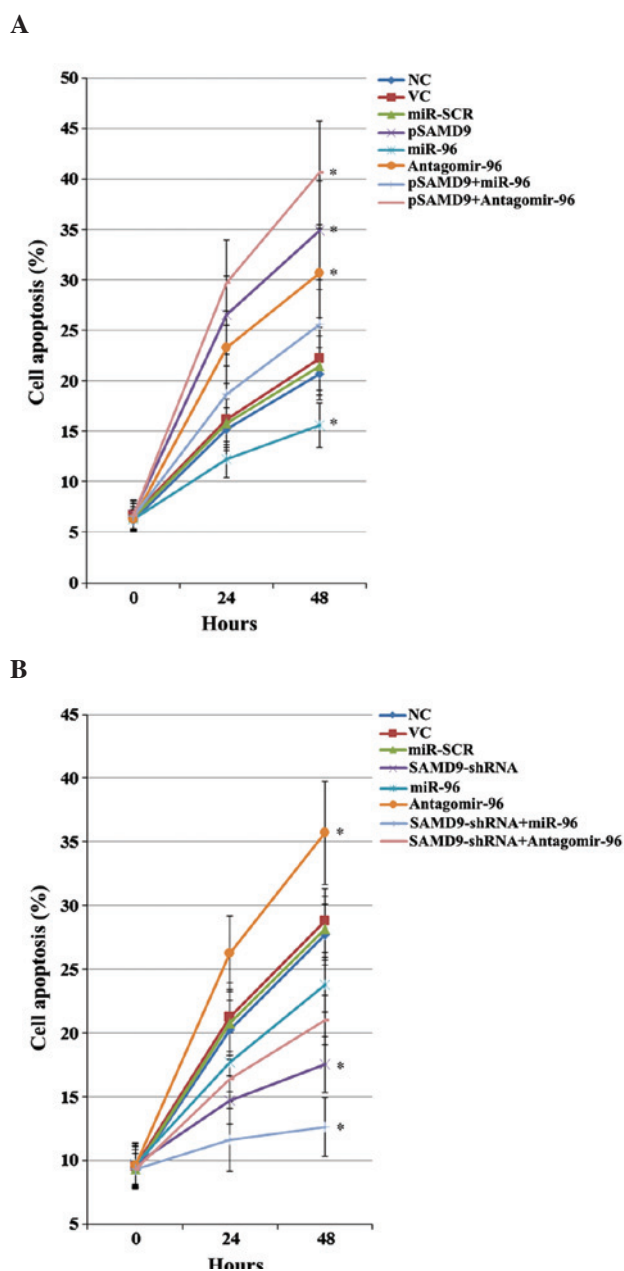 A
50
45
40
35
30
25
20
15
10
5
0
Cell apoptosis (%)
0 24 48
Hours
NC
VC
miR-SCR
pSAMD9
miR-96
Antagomir-96
pSAMD9+miR-96
pSAMD9+Antagomir-96
*
*
*
*
B
45
40
35
30
25
20
15
10
5
Cell apoptosis (%)
0 24 48
Hours
NC
VC
miR-SCR
SAMD9-shRNA
miR-96
Antagomir-96
SAMD9-shRNA+miR-96
SAMD9-shRNA+Antagomir-96
*
*
*